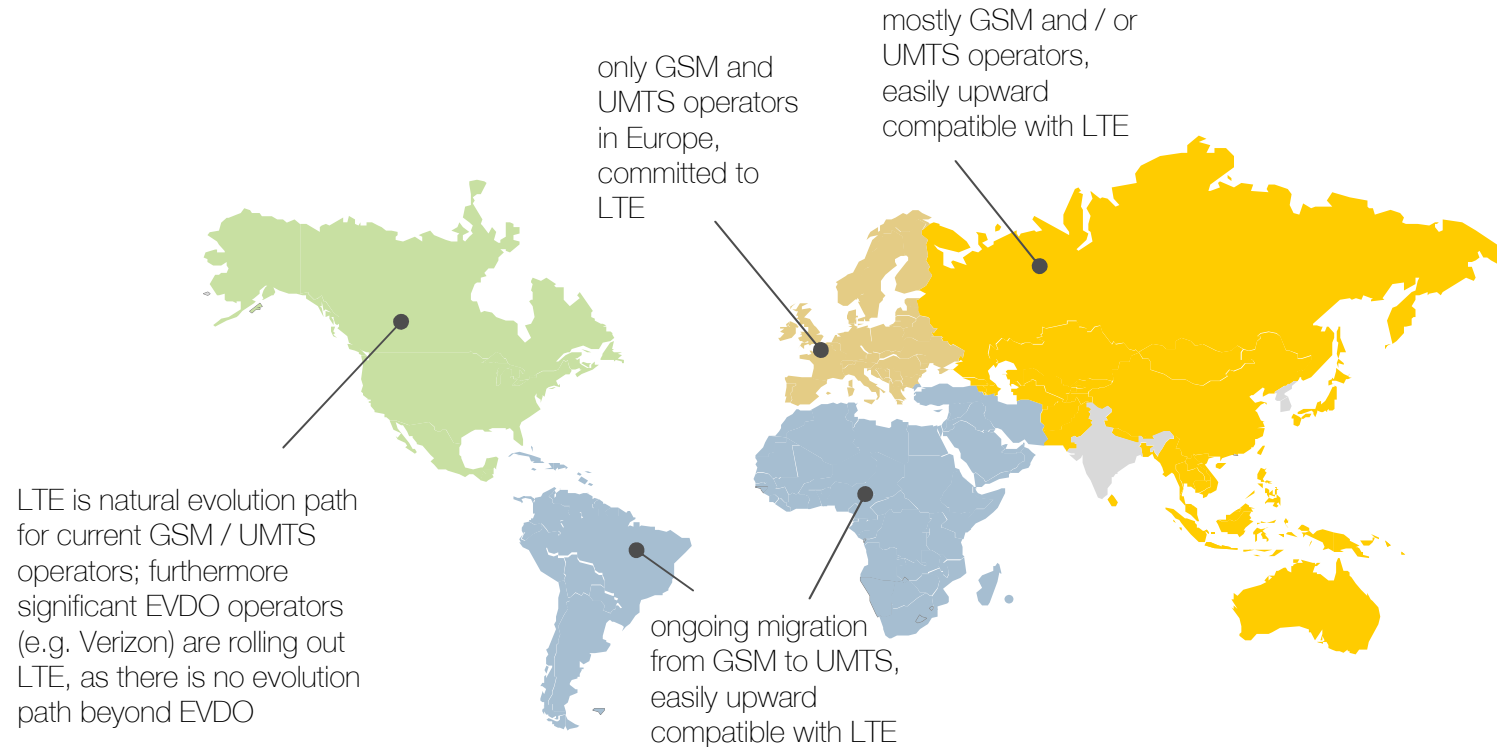 mostly GSM and / or
UMTS operators,
easily upward
compatible with LTE
only GSM and
UMTS operators
in Europe,
committed to
LTE
LTE is natural evolution path
for current GSM / UMTS
operators; furthermore
significant EVDO operators
(e.g. Verizon) are rolling out
LTE, as there is no evolution
path beyond EVDO
ongoing migration
from GSM to UMTS,
easily upward
compatible with LTE